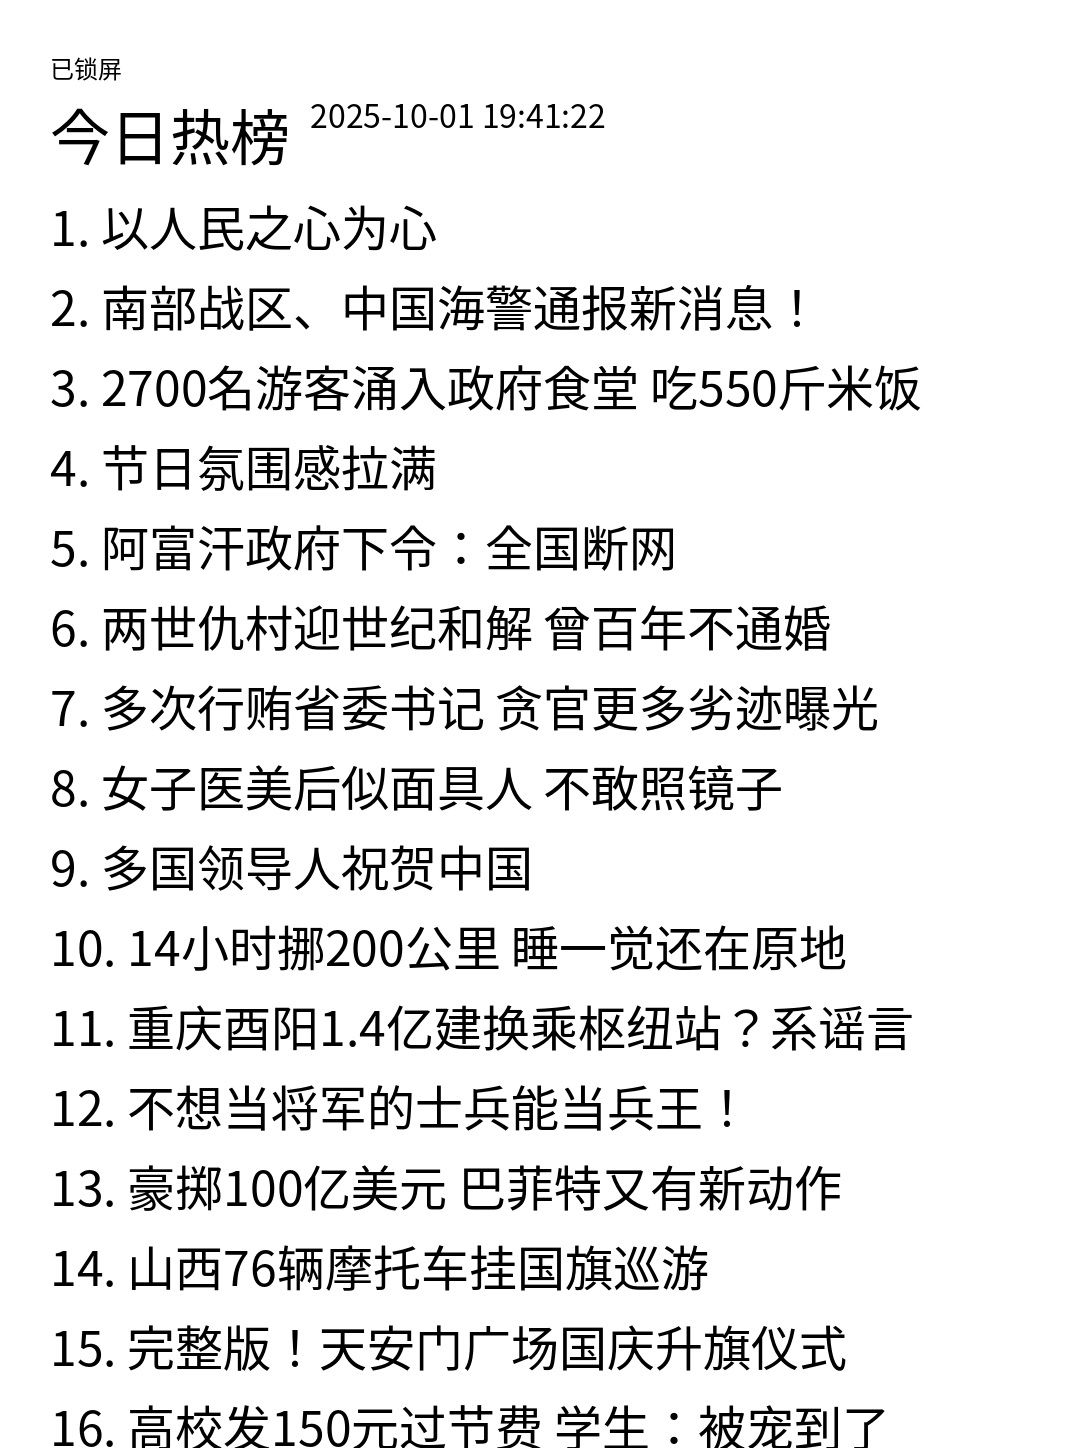 已锁屏
今日热榜 2025-10-01 19:41:22
1. 以人民之心为心
2. 南部战区、中国海警通报新消息！
3. 2700名游客涌入政府食堂 吃550斤米饭
4. 节日氛围感拉满
5. 阿富汗政府下令：全国断网
6. 两世仇村迎世纪和解 曾百年不通婚
7. 多次行贿省委书记 贪官更多劣迹曝光
8. 女子医美后似面具人 不敢照镜子
9. 多国领导人祝贺中国
10. 14小时挪200公里 睡一觉还在原地
11. 重庆酉阳1.4亿建换乘枢纽站？系谣言
12. 不想当将军的士兵能当兵王！
13. 豪掷100亿美元 巴菲特又有新动作
14. 山西76辆摩托车挂国旗巡游
15. 完整版！天安门广场国庆升旗仪式
16. 高校发150元过节费 学生：被宠到了